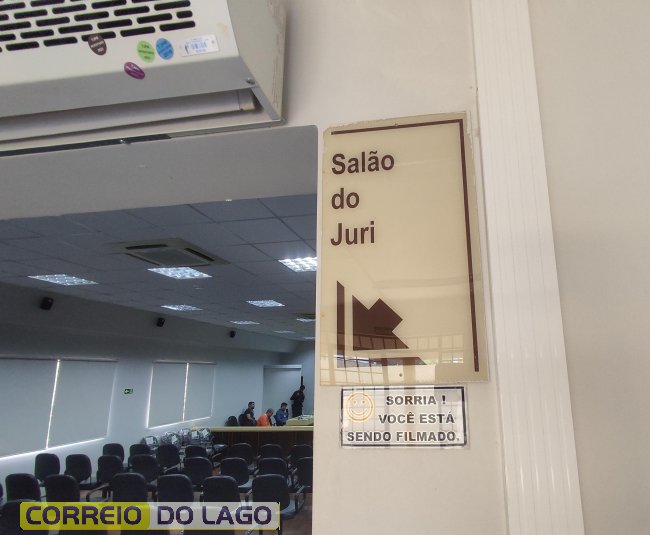 Salão
do
Juri
SORRIA !
VOCÊ ESTÁ
SENDO FILMADO.
CORREIO DO LAGO